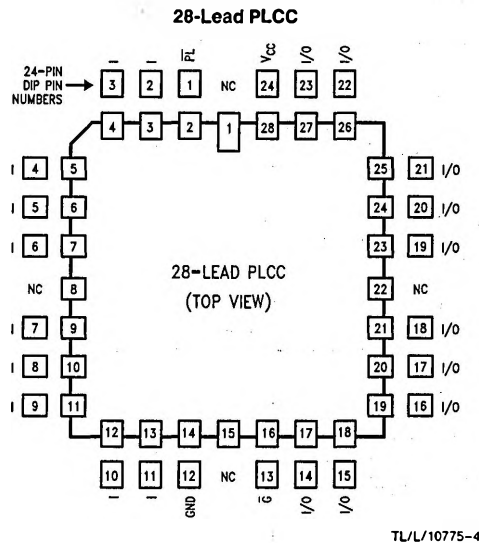 28-Lead PLCC
24-PIN
DIP PIN
NUMBERS
I I P̅L̅ NC VCC I/O I/O
3 2 1 24 23 22
4 3 2 1 28 27 26
I 4 5 25 21 I/O
I 5 6 24 20 I/O
I 6 7 23 19 I/O
NC 8 22 NC
28-LEAD PLCC
(TOP VIEW)
I 7 9 21 18 I/O
I 8 10 20 17 I/O
I 9 11 19 16 I/O
12 13 14 15 16 17 18
10 11 12 NC 13 14 15
I I GND G̅ I/O I/O
TL/L/10775-4